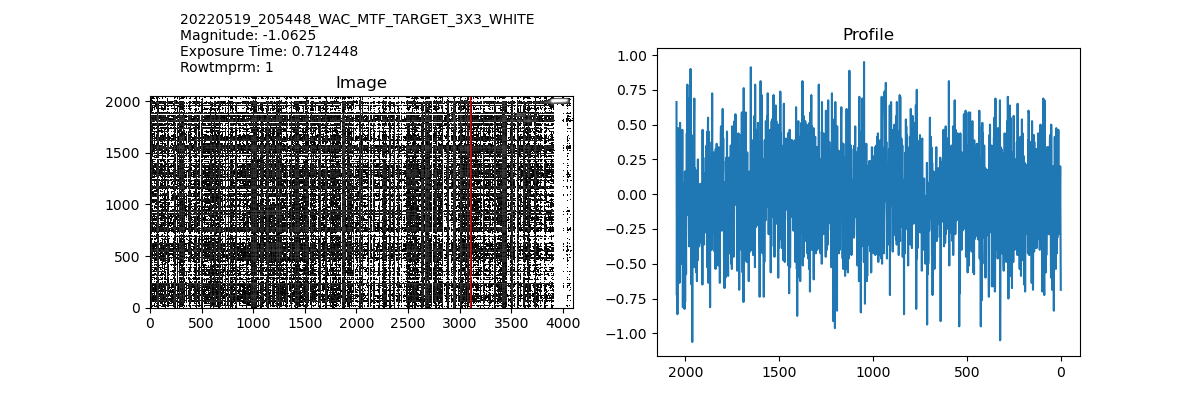 20220519_205448_WAC_MTF_TARGET_3X3_WHITE
Magnitude: -1.0625
Exposure Time: 0.712448
Rowtmprm: 1
Image
2000
1500
1000
500
0
0 500 1000 1500 2000 2500 3000 3500 4000
Profile
1.00
0.75
0.50
0.25
0.00
−0.25
−0.50
−0.75
−1.00
2000 1500 1000 500 0